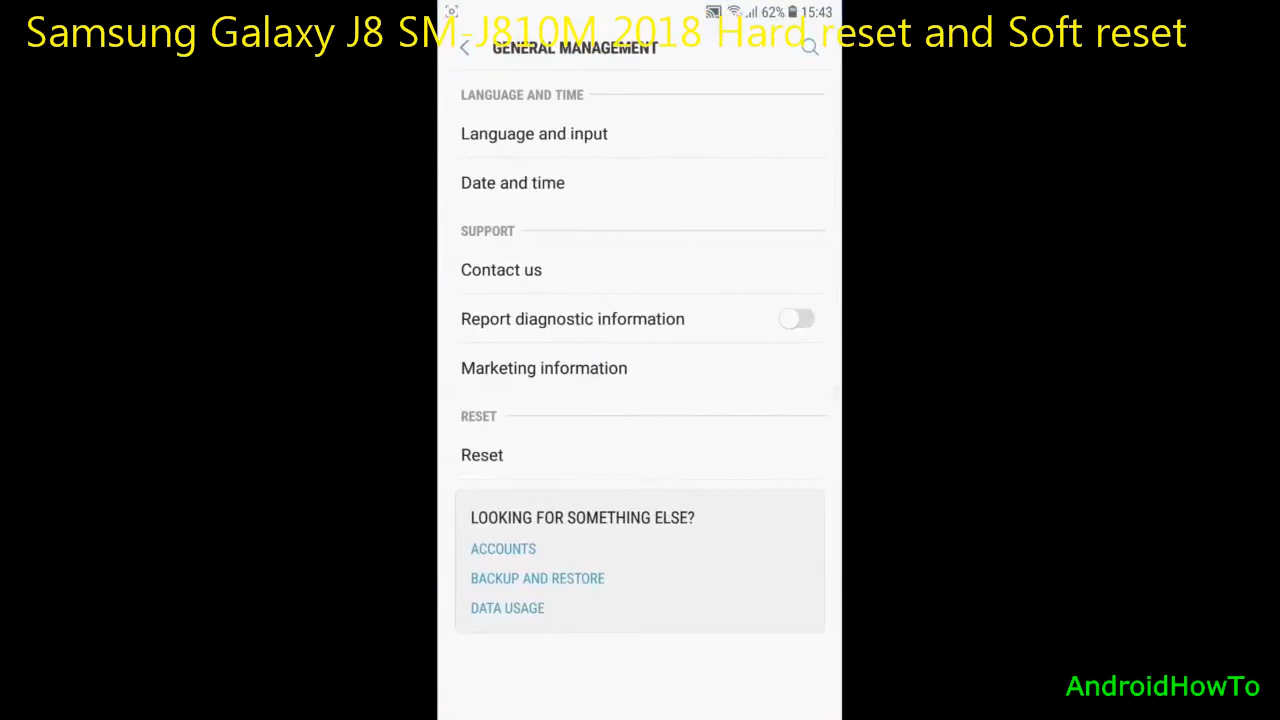 62% 15:43
Samsung Galaxy J8 SM-J810M 2018 Hard reset and Soft reset
GENERAL MANAGEMENT
LANGUAGE AND TIME
Language and input
Date and time
SUPPORT
Contact us
Report diagnostic information
Marketing information
RESET
Reset
LOOKING FOR SOMETHING ELSE?
ACCOUNTS
BACKUP AND RESTORE
DATA USAGE
AndroidHowTo